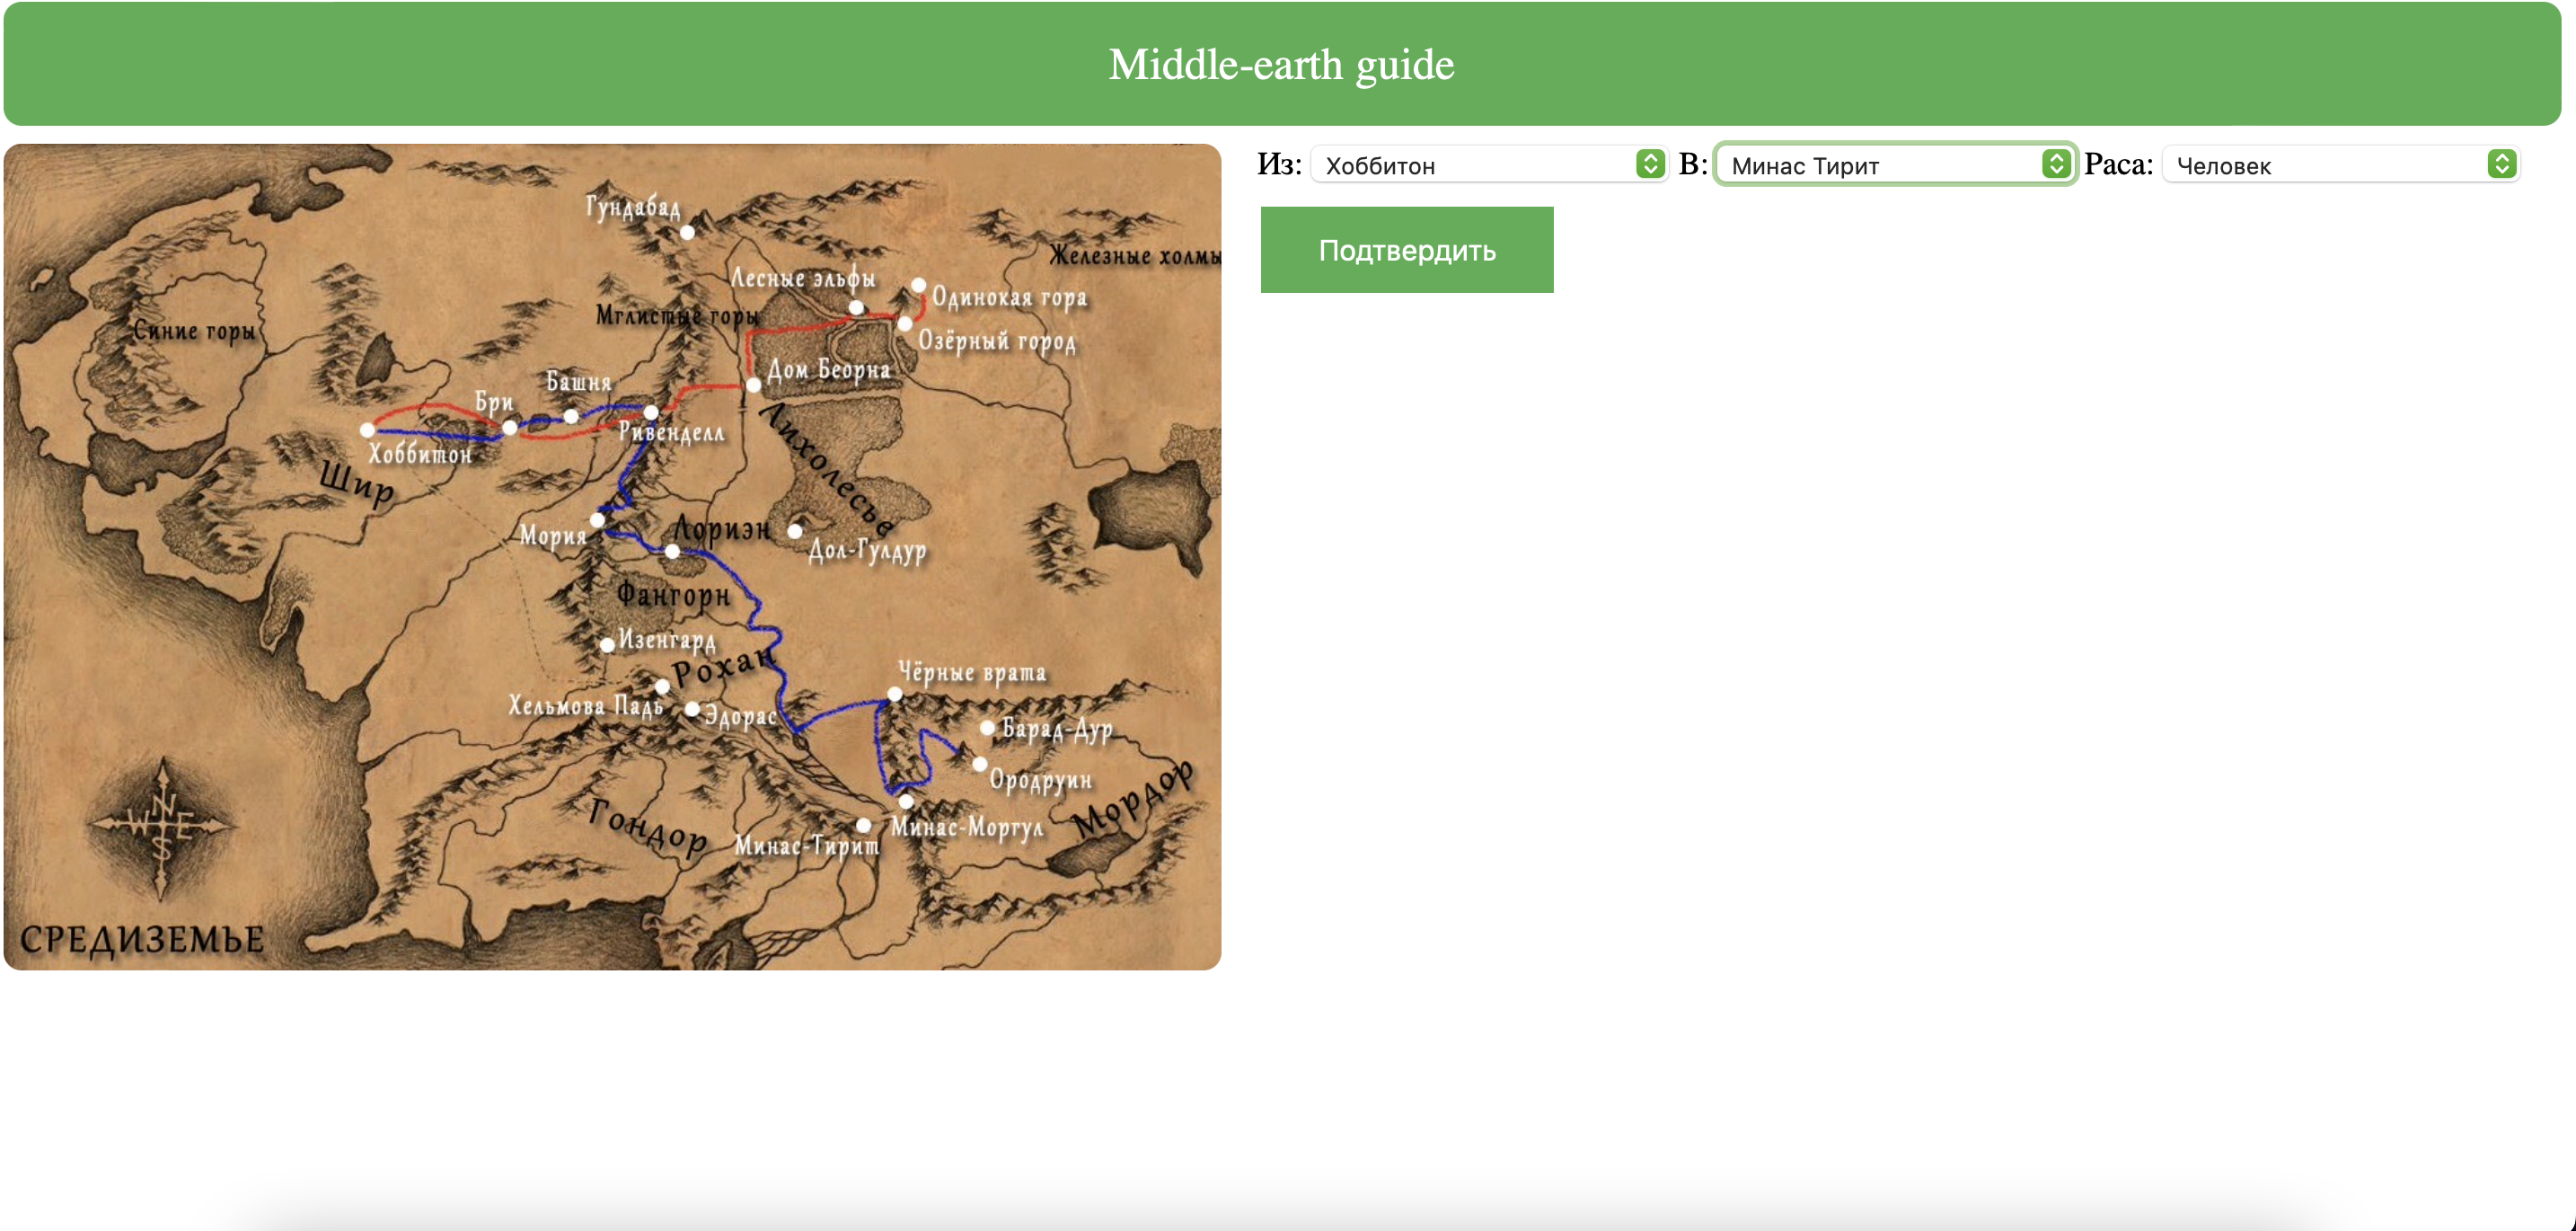 Middle-earth guide
Из: Хоббитон В: Минас Тирит Раса: Человек
Подтвердить
Гундабад
Железные холмы
Лесные эльфы
Одинокая гора
Мглистые горы
Синие горы
Озёрный город
Дом Беорна
Башня
Бри
Ривенделл
Хоббитон
Шир
Лихолесье
Мория
Лориэн
Дол-Гулдур
Фангорн
Изенгард
Рохан
Чёрные врата
Хельмова Падь
Эдорас
Барад-Дур
Ородруин
Мордор
Гондор
Минас-Моргул
Минас-Тирит
N
W E
S
СРЕДИЗЕМЬЕ